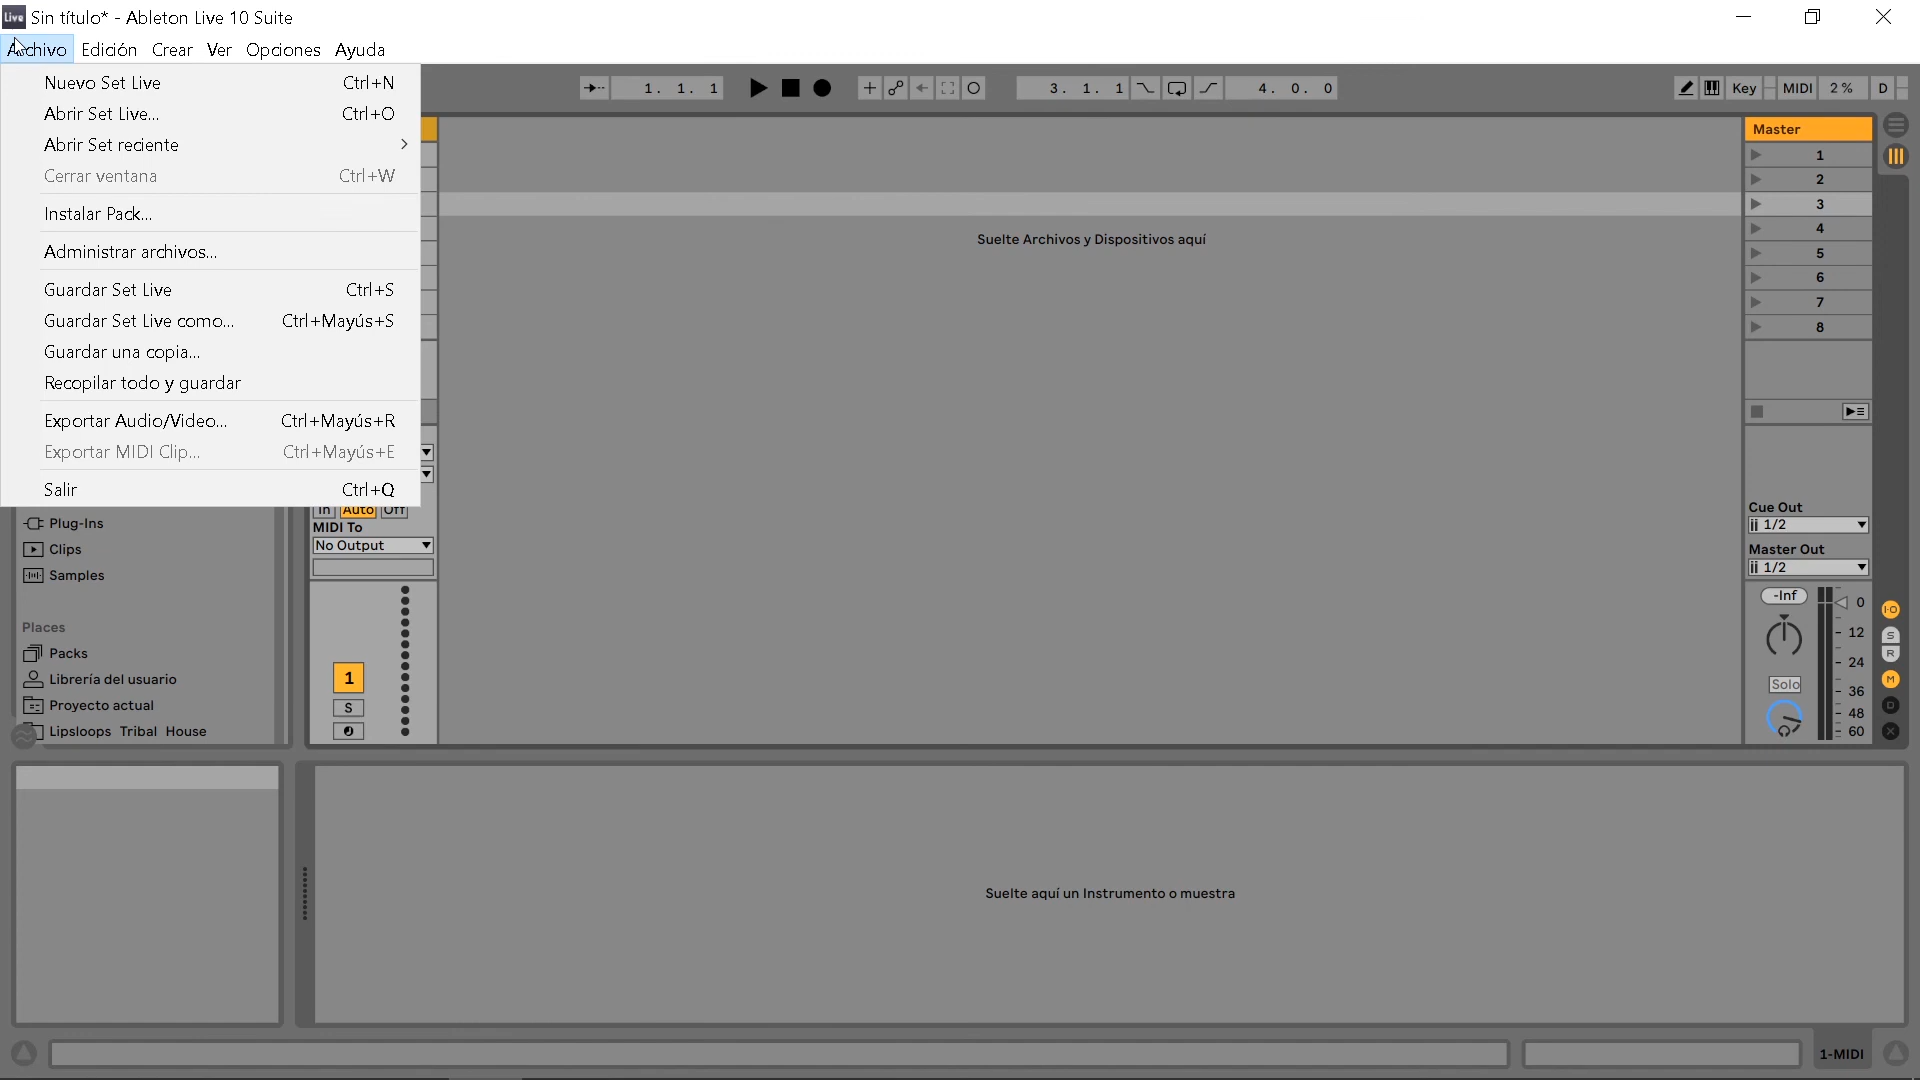 Live Sin título* - Ableton Live 10 Suite
Archivo Edición Crear Ver Opciones Ayuda
Nuevo Set Live Ctrl+N
Abrir Set Live... Ctrl+O
Abrir Set reciente
Cerrar ventana Ctrl+W
Instalar Pack...
Administrar archivos...
Guardar Set Live Ctrl+S
Guardar Set Live como... Ctrl+Mayús+S
Guardar una copia...
Recopilar todo y guardar
Exportar Audio/Video... Ctrl+Mayús+R
Exportar MIDI Clip... Ctrl+Mayús+E
Salir Ctrl+Q
1. 1. 1
3. 1. 1
4. 0. 0
Key
MIDI
2 %
D
Suelte Archivos y Dispositivos aquí
Master
1
2
3
4
5
6
7
8
Plug-Ins
Clips
Samples
Places
Packs
Librería del usuario
Proyecto actual
Lipsloops Tribal House
In Auto Off
MIDI To
No Output
1
S
Cue Out
1/2
Master Out
1/2
-Inf
Solo
0
12
24
36
48
60
I·O
S
R
M
D
X
Suelte aquí un Instrumento o muestra
1-MIDI